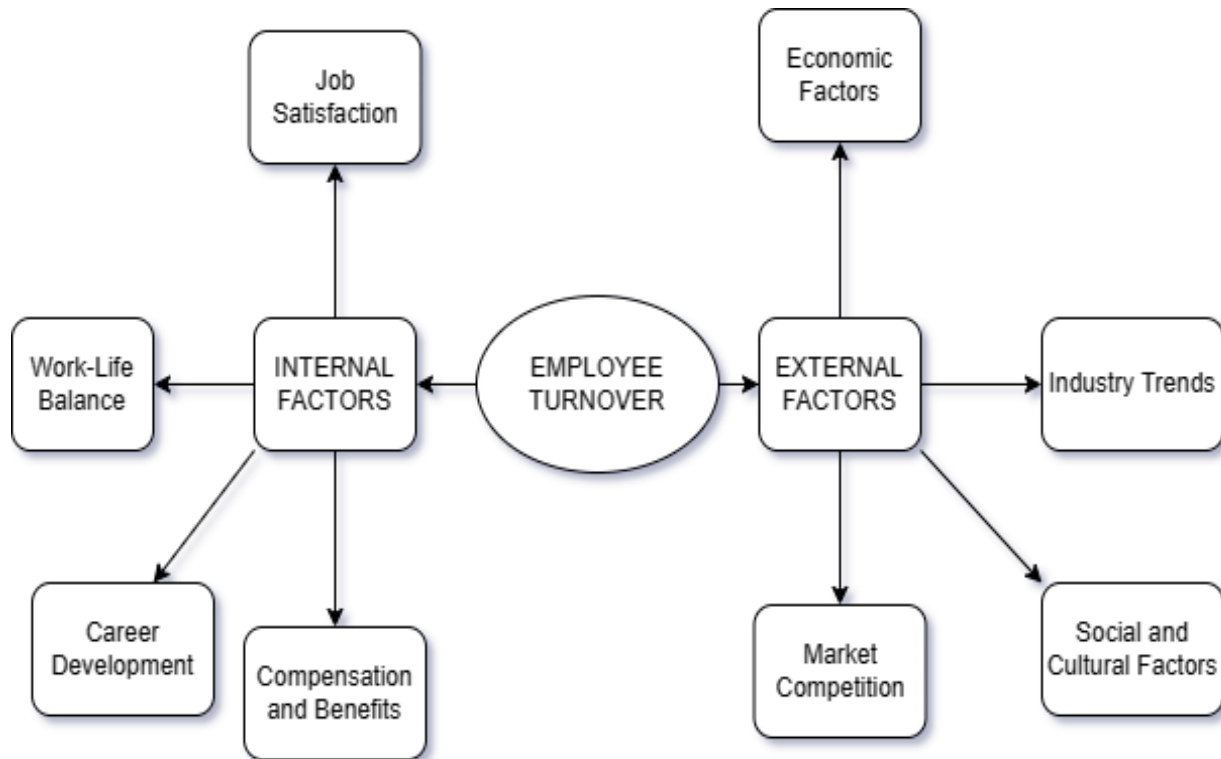 Job
Satisfaction
Economic
Factors
Work-Life
Balance
INTERNAL
FACTORS
EMPLOYEE
TURNOVER
EXTERNAL
FACTORS
Industry Trends
Career
Development
Compensation
and Benefits
Market
Competition
Social and
Cultural Factors